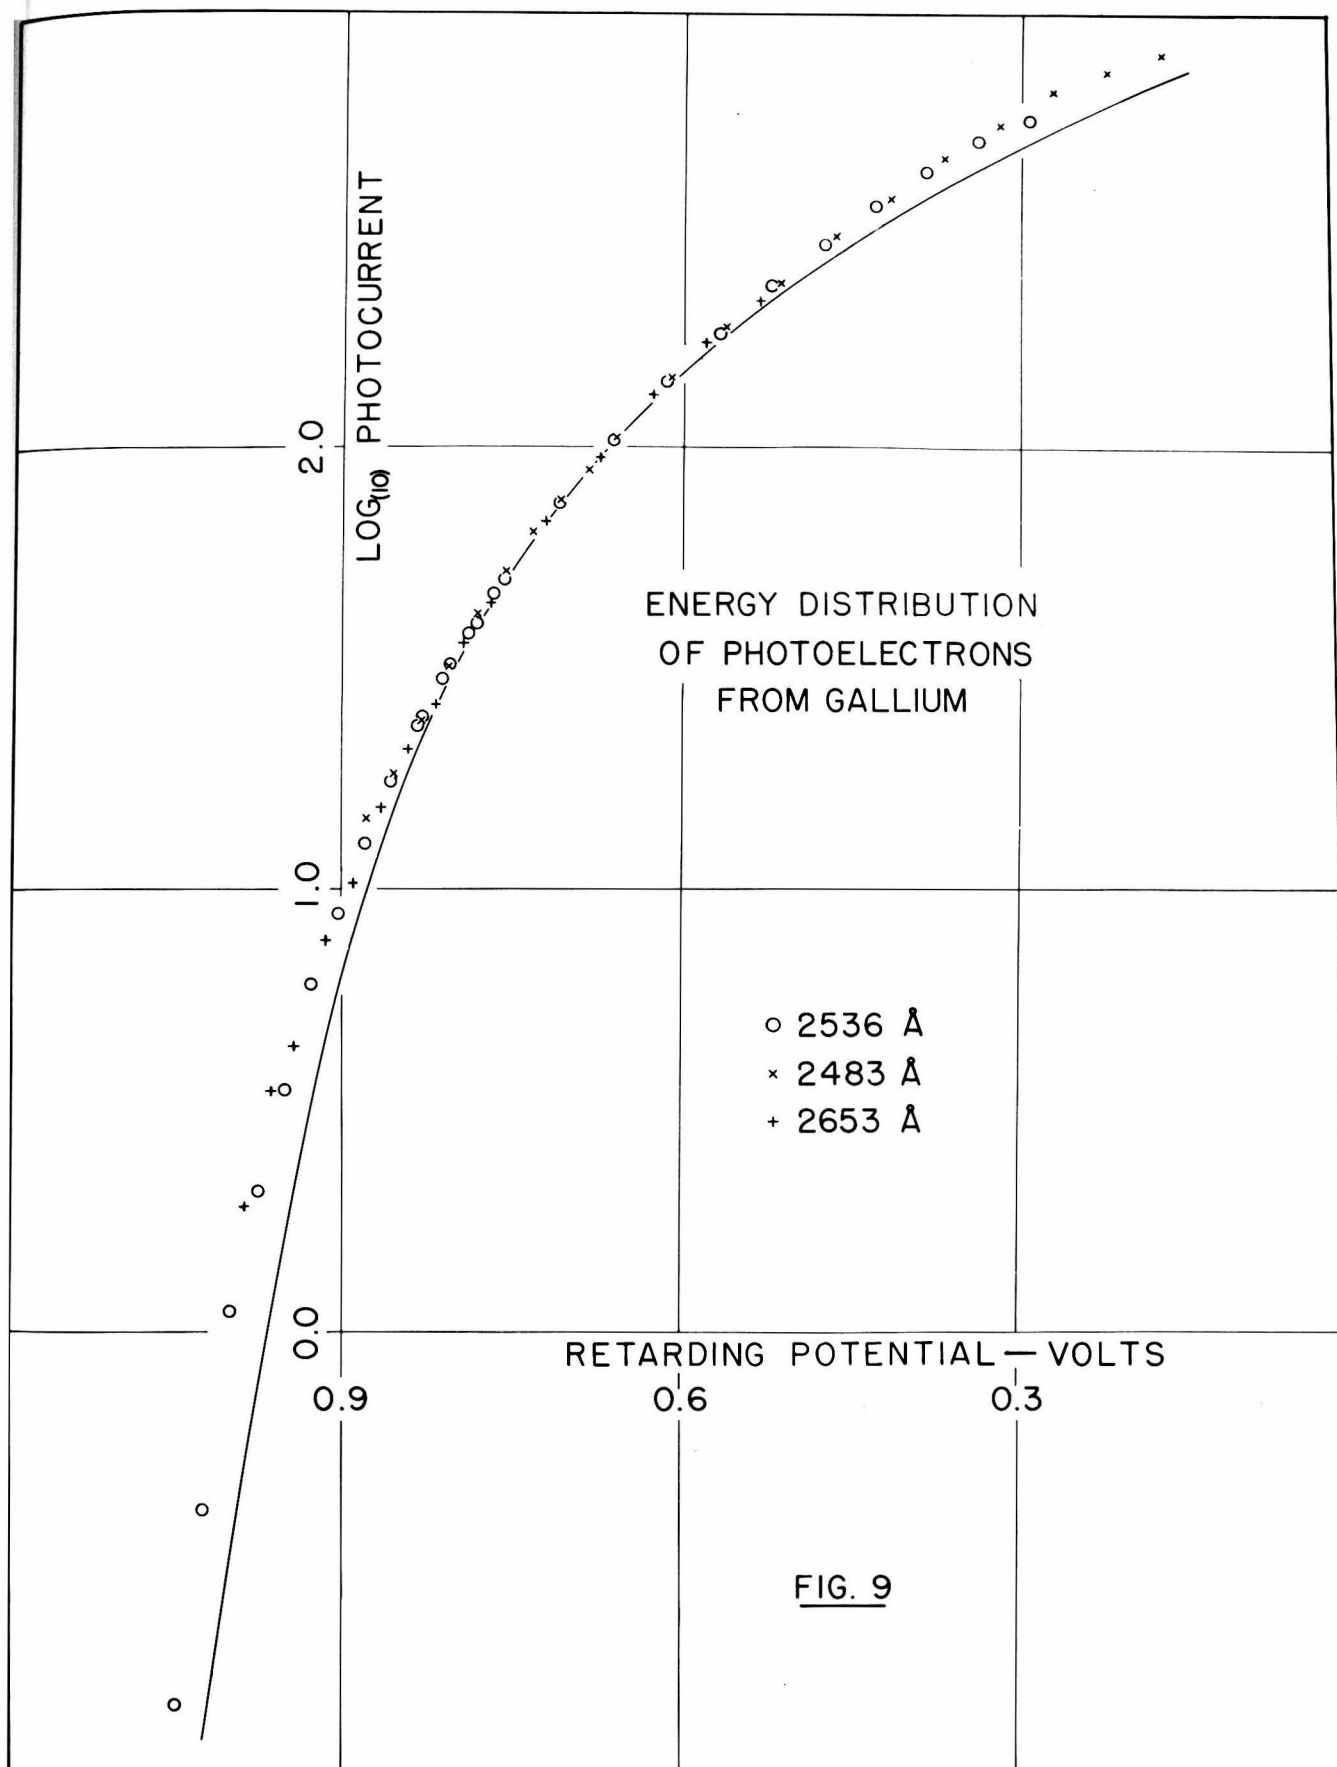 LOG(10) PHOTOCURRENT
2.0
1.0
0.0
ENERGY DISTRIBUTION
OF PHOTOELECTRONS
FROM GALLIUM
2536 Å
2483 Å
2653 Å
RETARDING POTENTIAL—VOLTS
0.9
0.6
0.3
FIG. 9